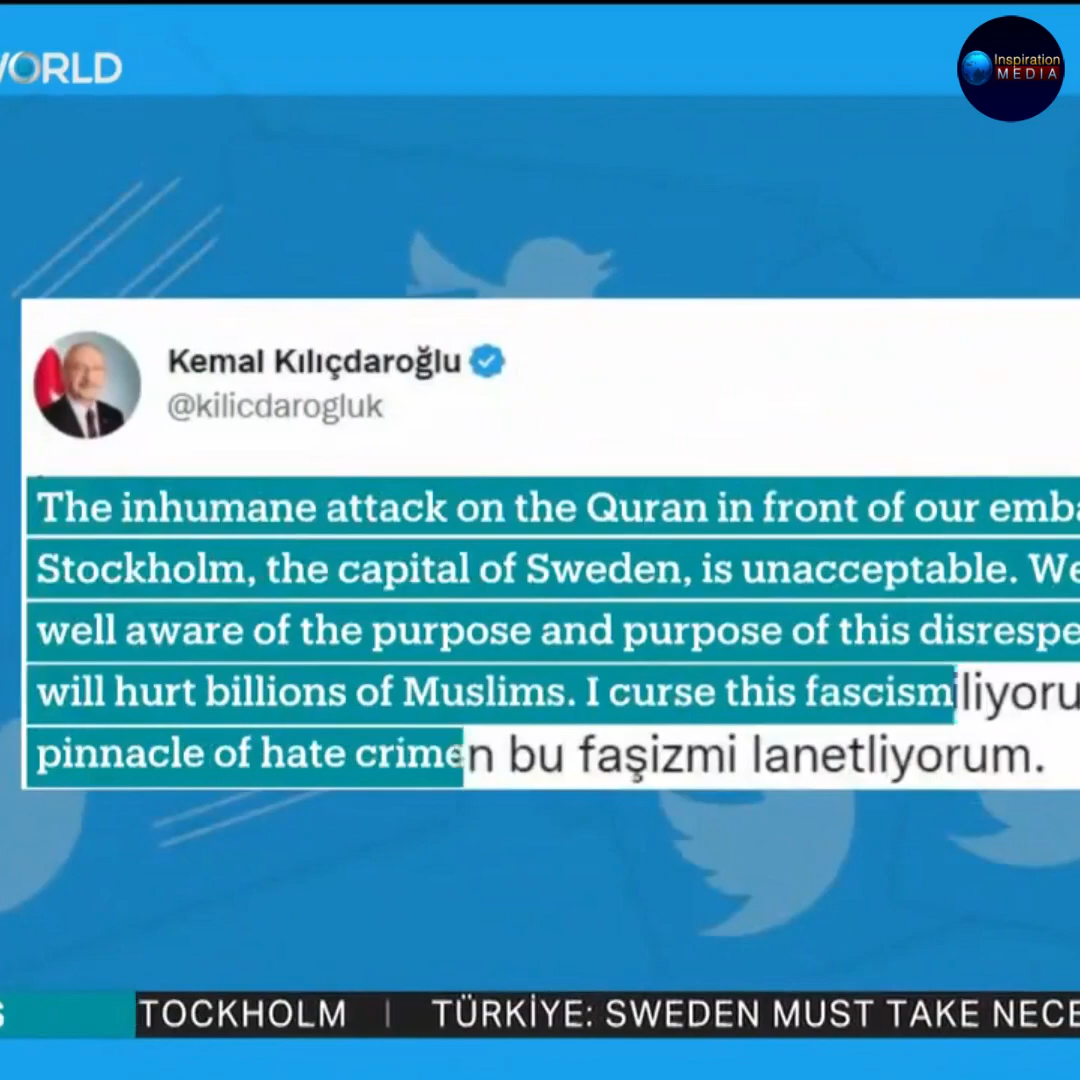 WORLD
Inspiration
MEDIA
Kemal Kılıçdaroğlu
@kilicdarogluk
The inhumane attack on the Quran in front of our emba
Stockholm, the capital of Sweden, is unacceptable. We
well aware of the purpose and purpose of this disrespe
will hurt billions of Muslims. I curse this fascismiliyoru
pinnacle of hate crimen bu faşizmi lanetliyorum.
S TOCKHOLM | TÜRKİYE: SWEDEN MUST TAKE NECE